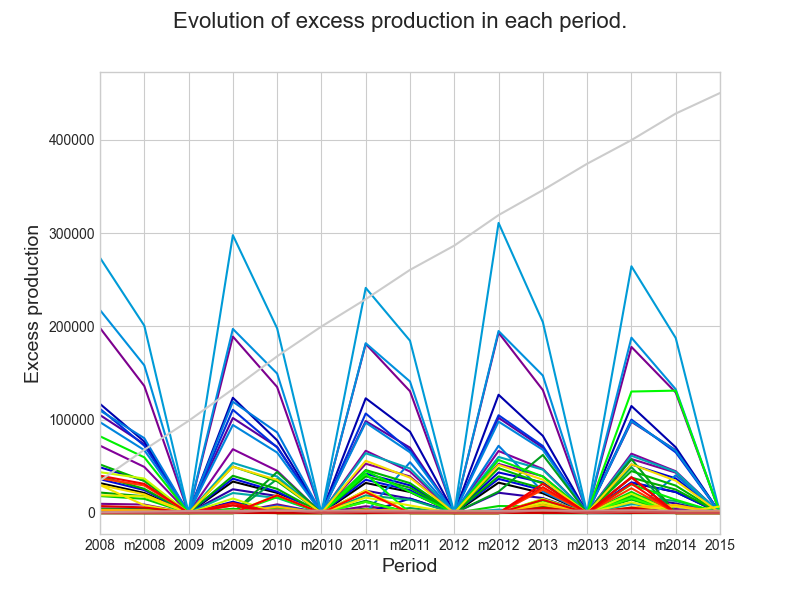 Evolution of excess production in each period.
Excess production
400000
300000
200000
100000
0
2008 m2008 2009 m2009 2010 m2010 2011 m2011 2012 m2012 2013 m2013 2014 m2014 2015
Period